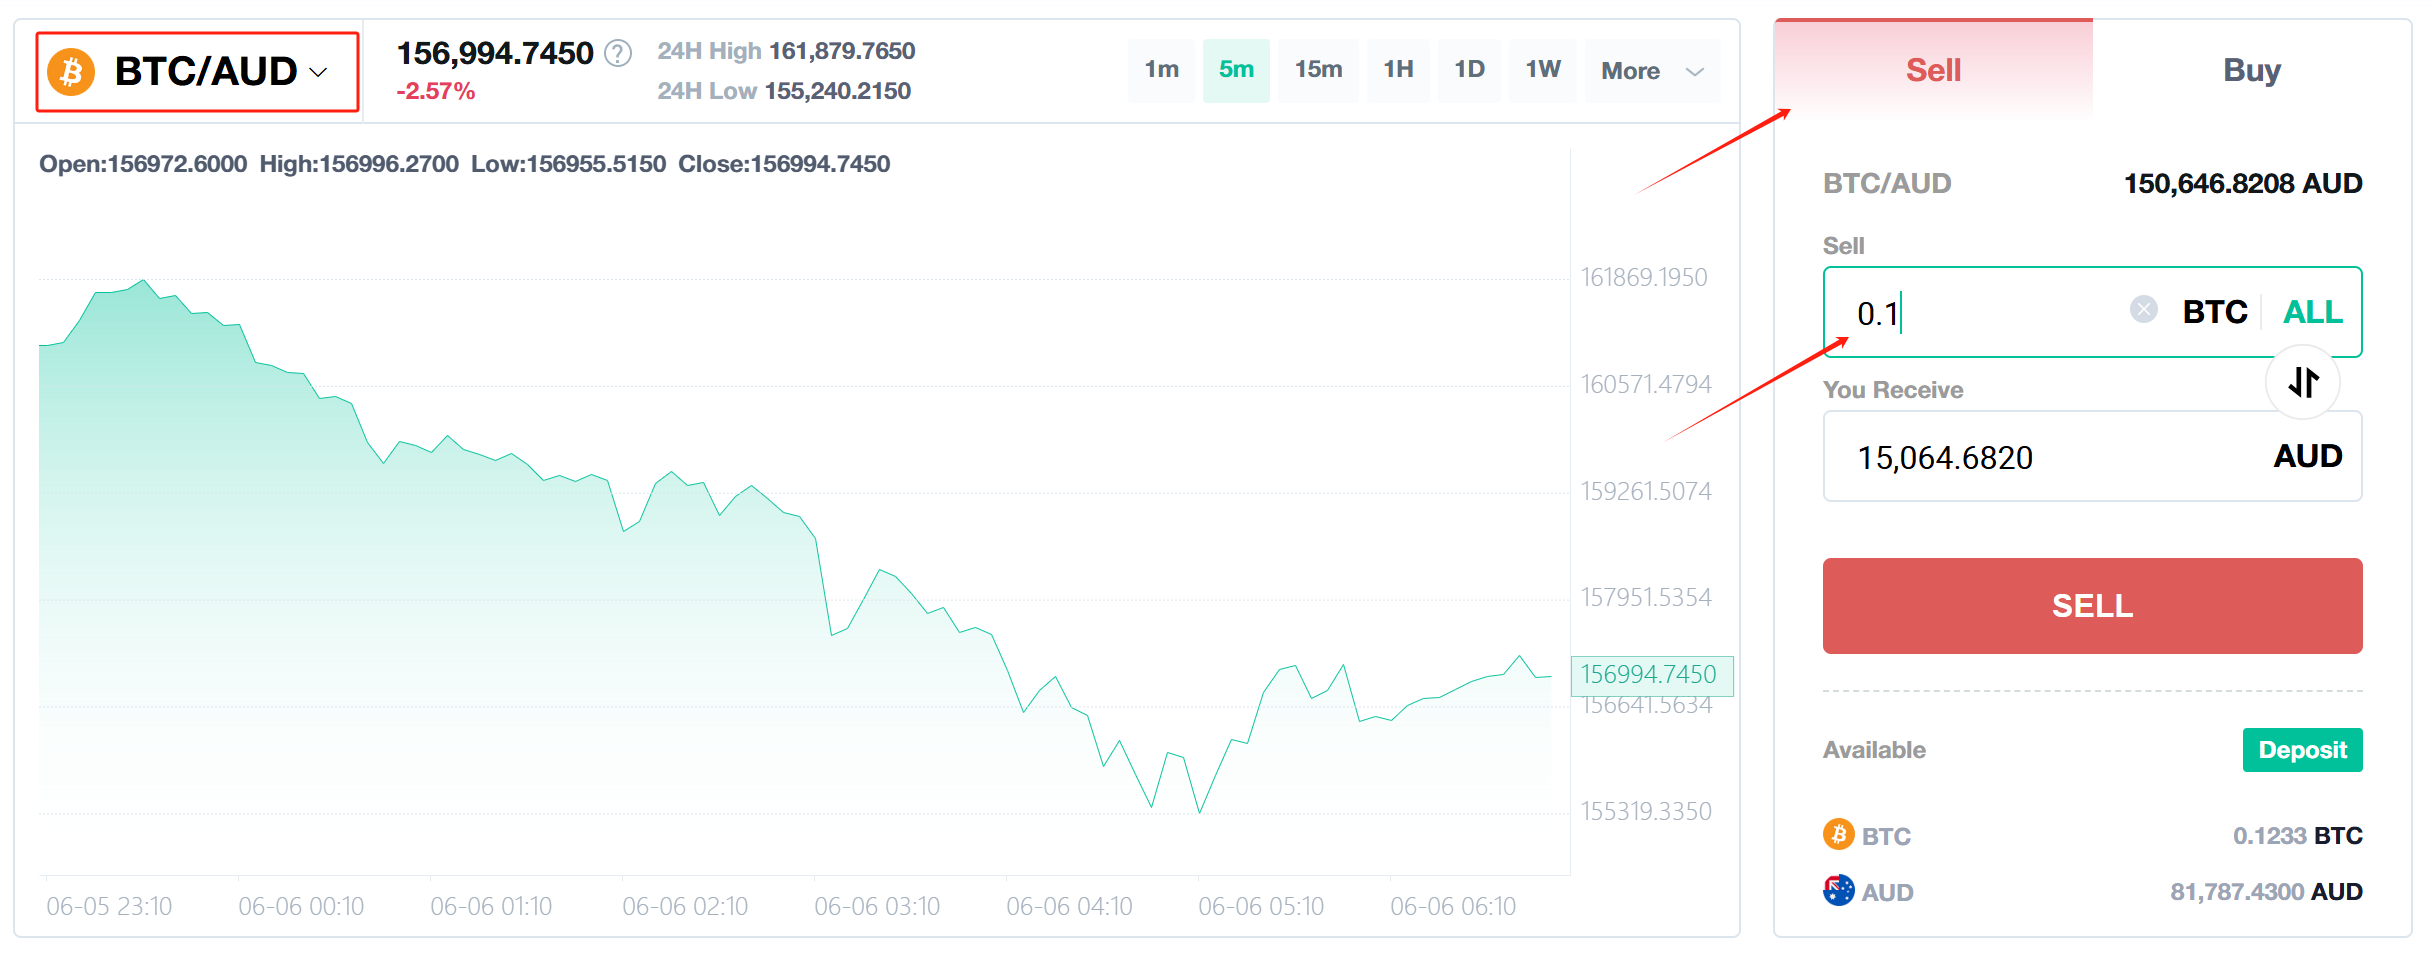 BTC/AUD
156,994.7450
-2.57%
24H High 161,879.7650
24H Low 155,240.2150
1m 5m 15m 1H 1D 1W More
Open:156972.6000 High:156996.2700 Low:156955.5150 Close:156994.7450
161869.1950
160571.4794
159261.5074
157951.5354
156994.7450
156641.5634
155319.3350
06-05 23:10 06-06 00:10 06-06 01:10 06-06 02:10 06-06 03:10 06-06 04:10 06-06 05:10 06-06 06:10
Sell Buy
BTC/AUD 150,646.8208 AUD
Sell
0.1 BTC ALL
You Receive
15,064.6820 AUD
SELL
Available Deposit
BTC 0.1233 BTC
AUD 81,787.4300 AUD